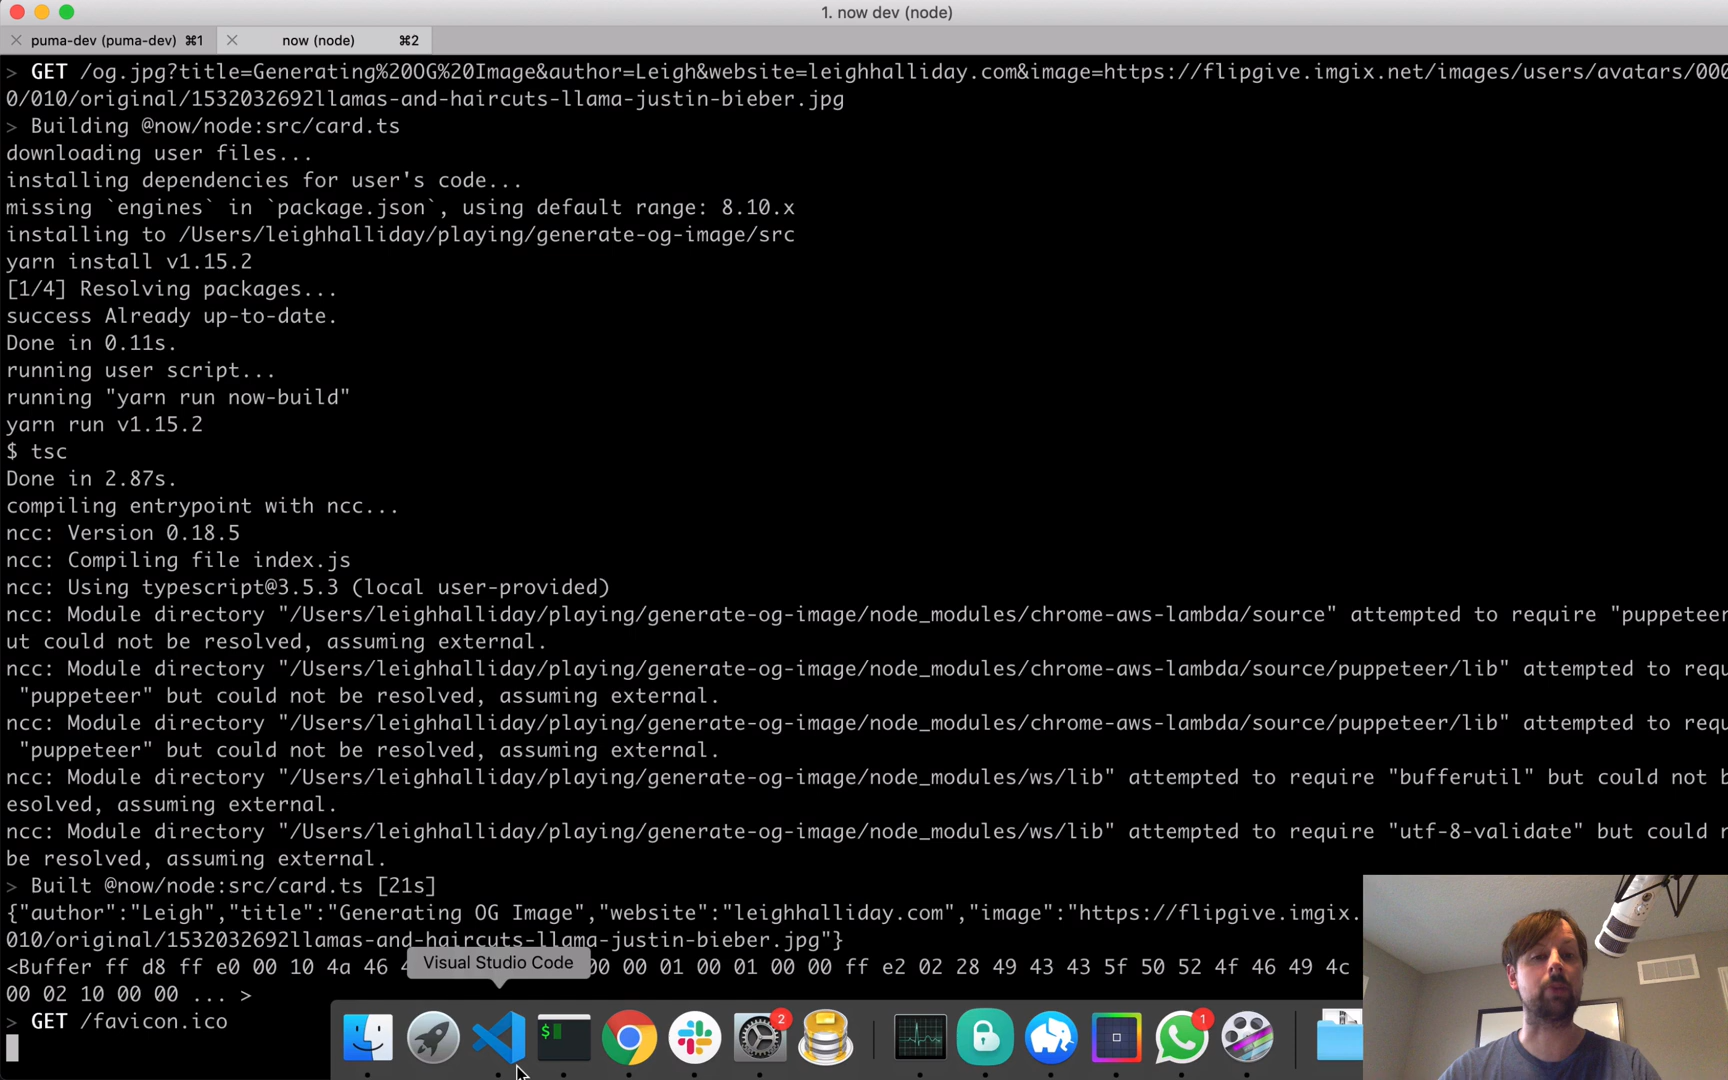 1. now dev (node)
puma-dev (puma-dev) ⌘1
now (node) ⌘2
> GET /og.jpg?title=Generating%20OG%20Image&author=Leigh&website=leighhalliday.com&image=https://flipgive.imgix.net/images/users/avatars/000
0/010/original/1532032692llamas-and-haircuts-llama-justin-bieber.jpg
> Building @now/node:src/card.ts
downloading user files...
installing dependencies for user's code...
missing `engines` in `package.json`, using default range: 8.10.x
installing to /Users/leighhalliday/playing/generate-og-image/src
yarn install v1.15.2
[1/4] Resolving packages...
success Already up-to-date.
Done in 0.11s.
running user script...
running "yarn run now-build"
yarn run v1.15.2
$ tsc
Done in 2.87s.
compiling entrypoint with ncc...
ncc: Version 0.18.5
ncc: Compiling file index.js
ncc: Using typescript@3.5.3 (local user-provided)
ncc: Module directory "/Users/leighhalliday/playing/generate-og-image/node_modules/chrome-aws-lambda/source" attempted to require "puppeteer
ut could not be resolved, assuming external.
ncc: Module directory "/Users/leighhalliday/playing/generate-og-image/node_modules/chrome-aws-lambda/source/puppeteer/lib" attempted to requ
"puppeteer" but could not be resolved, assuming external.
ncc: Module directory "/Users/leighhalliday/playing/generate-og-image/node_modules/chrome-aws-lambda/source/puppeteer/lib" attempted to requ
"puppeteer" but could not be resolved, assuming external.
ncc: Module directory "/Users/leighhalliday/playing/generate-og-image/node_modules/ws/lib" attempted to require "bufferutil" but could not b
esolved, assuming external.
ncc: Module directory "/Users/leighhalliday/playing/generate-og-image/node_modules/ws/lib" attempted to require "utf-8-validate" but could r
be resolved, assuming external.
> Built @now/node:src/card.ts [21s]
{"author":"Leigh","title":"Generating OG Image","website":"leighhalliday.com","image":"https://flipgive.imgix.
010/original/1532032692llamas-and-haircuts-llama-justin-bieber.jpg"}
<Buffer ff d8 ff e0 00 10 4a 46 4 00 00 01 00 01 00 00 ff e2 02 28 49 43 43 5f 50 52 4f 46 49 4c
Visual Studio Code
00 02 10 00 00 ... >
> GET /favicon.ico
$
2
1